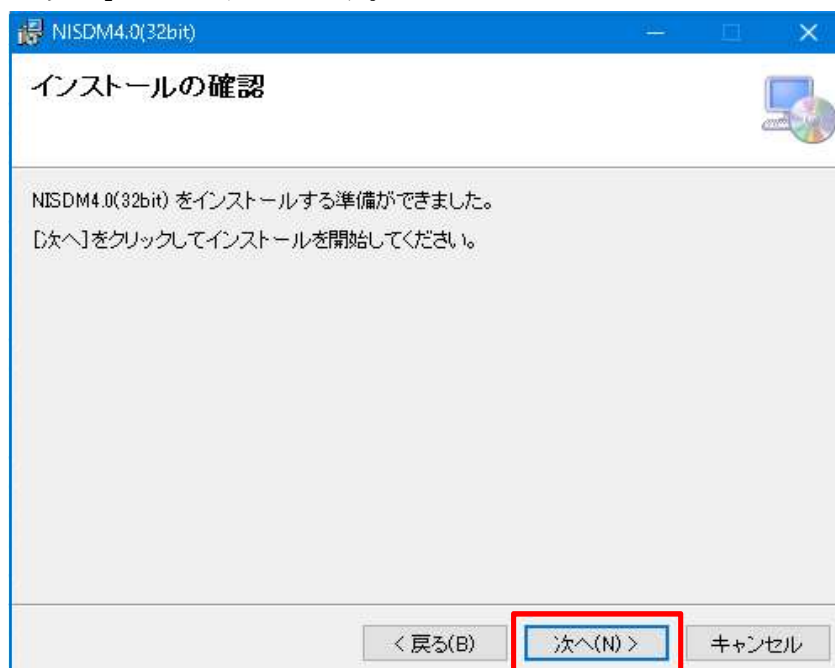 NISDM4.0(32bit)
インストールの確認
NISDM4.0(32bit) をインストールする準備ができました。
[次へ]をクリックしてインストールを開始してください。
< 戻る(B)
次へ(N) >
キャンセル